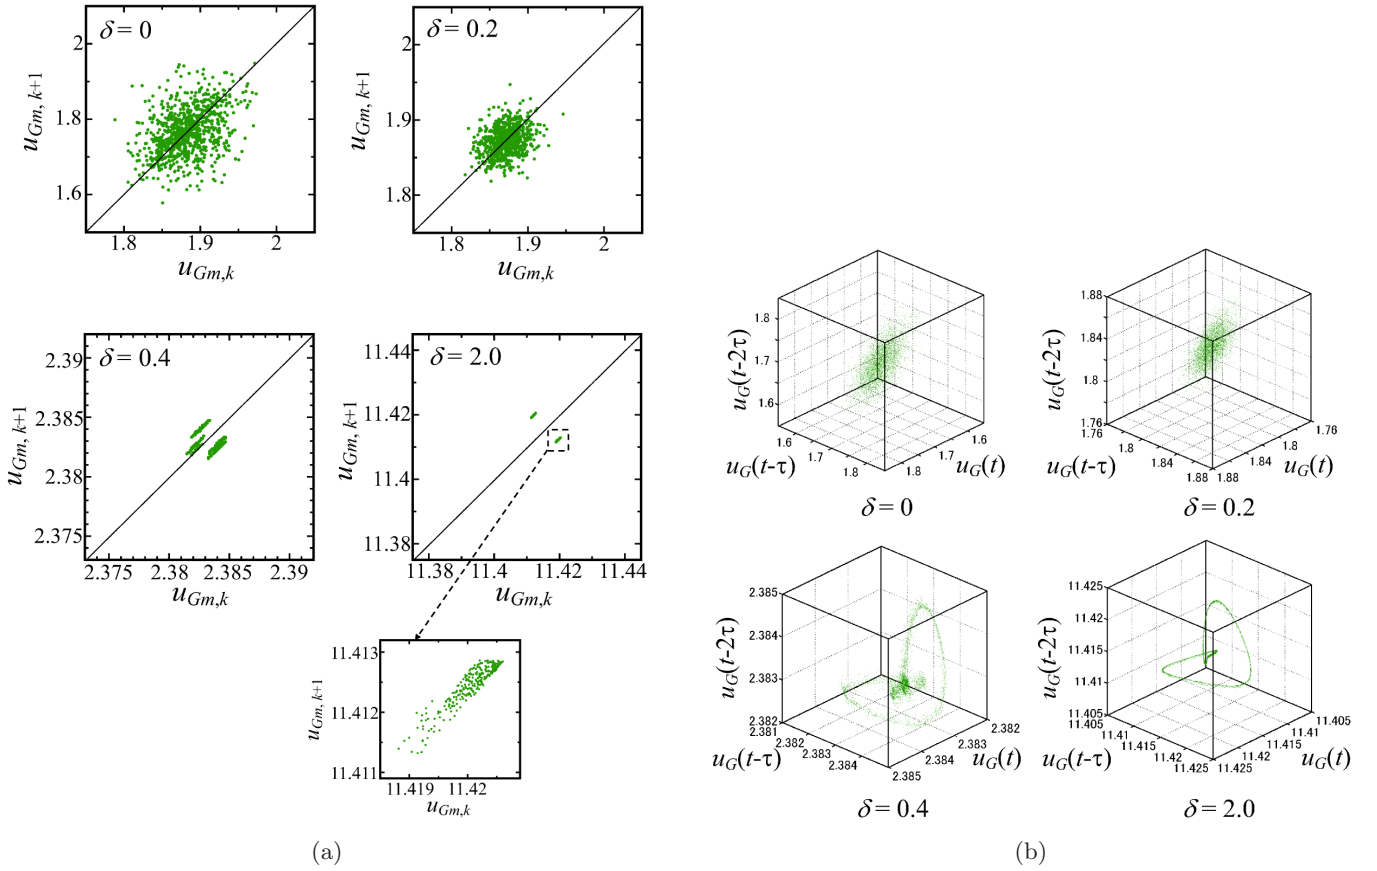 δ = 0
2
1.8
1.6
u_{Gm, k+1}
1.8 1.9 2
u_{Gm,k}
δ = 0.2
2
1.9
1.8
u_{Gm, k+1}
1.8 1.9 2
u_{Gm,k}
δ = 0.4
2.39
2.385
2.38
2.375
u_{Gm, k+1}
2.375 2.38 2.385 2.39
u_{Gm,k}
δ = 2.0
11.44
11.42
11.4
11.38
u_{Gm, k+1}
11.38 11.4 11.42 11.44
u_{Gm,k}
11.413
11.412
11.411
u_{Gm, k+1}
11.419 11.42
u_{Gm,k}
(a)
1.8
1.7
1.6
u_G(t-2τ)
1.6
1.7
1.8
u_G(t-τ)
1.6
1.7
1.8
u_G(t)
δ = 0
1.88
1.84
1.8
1.76
u_G(t-2τ)
1.76
1.8
1.84
1.88
u_G(t-τ)
1.76
1.8
1.84
1.88
u_G(t)
δ = 0.2
2.385
2.384
2.383
2.382
u_G(t-2τ)
2.381
2.382
2.383
2.384
2.385
u_G(t-τ)
2.382
2.383
2.384
u_G(t)
δ = 0.4
11.425
11.42
11.415
11.41
11.405
u_G(t-2τ)
11.405
11.41
11.415
11.42
11.425
u_G(t-τ)
11.405
11.41
11.415
11.42
11.425
u_G(t)
δ = 2.0
(b)